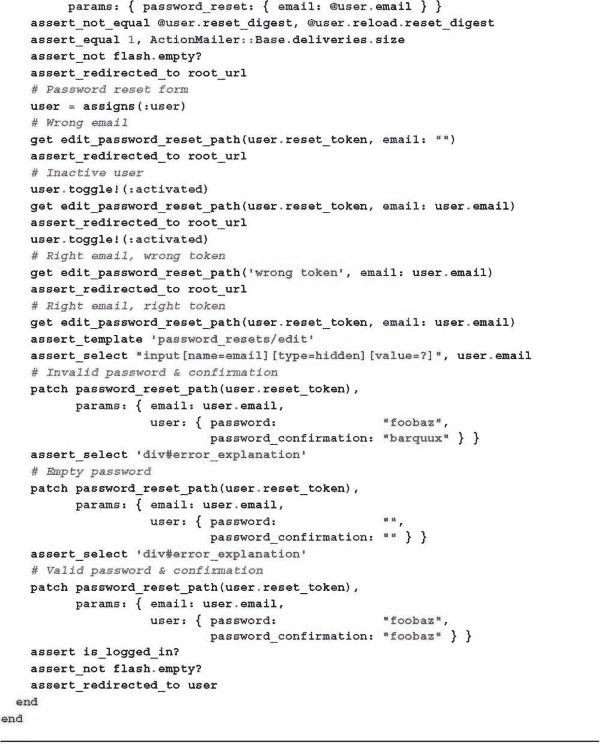 params: { password_reset: { email: @user.email } }
assert_not_equal @user.reset_digest, @user.reload.reset_digest
assert_equal 1, ActionMailer::Base.deliveries.size
assert_not flash.empty?
assert_redirected_to root_url
# Password reset form
user = assigns(:user)
# Wrong email
get edit_password_reset_path(user.reset_token, email: "")
assert_redirected_to root_url
# Inactive user
user.toggle!(:activated)
get edit_password_reset_path(user.reset_token, email: user.email)
assert_redirected_to root_url
user.toggle!(:activated)
# Right email, wrong token
get edit_password_reset_path('wrong token', email: user.email)
assert_redirected_to root_url
# Right email, right token
get edit_password_reset_path(user.reset_token, email: user.email)
assert_template 'password_resets/edit'
assert_select "input[name=email][type=hidden][value=?]", user.email
# Invalid password & confirmation
patch password_reset_path(user.reset_token),
params: { email: user.email,
user: { password: "foobaz",
password_confirmation: "barquux" } }
assert_select 'div#error_explanation'
# Empty password
patch password_reset_path(user.reset_token),
params: { email: user.email,
user: { password: "",
password_confirmation: "" } }
assert_select 'div#error_explanation'
# Valid password & confirmation
patch password_reset_path(user.reset_token),
params: { email: user.email,
user: { password: "foobaz",
password_confirmation: "foobaz" } }
assert is_logged_in?
assert_not flash.empty?
assert_redirected_to user
end
end